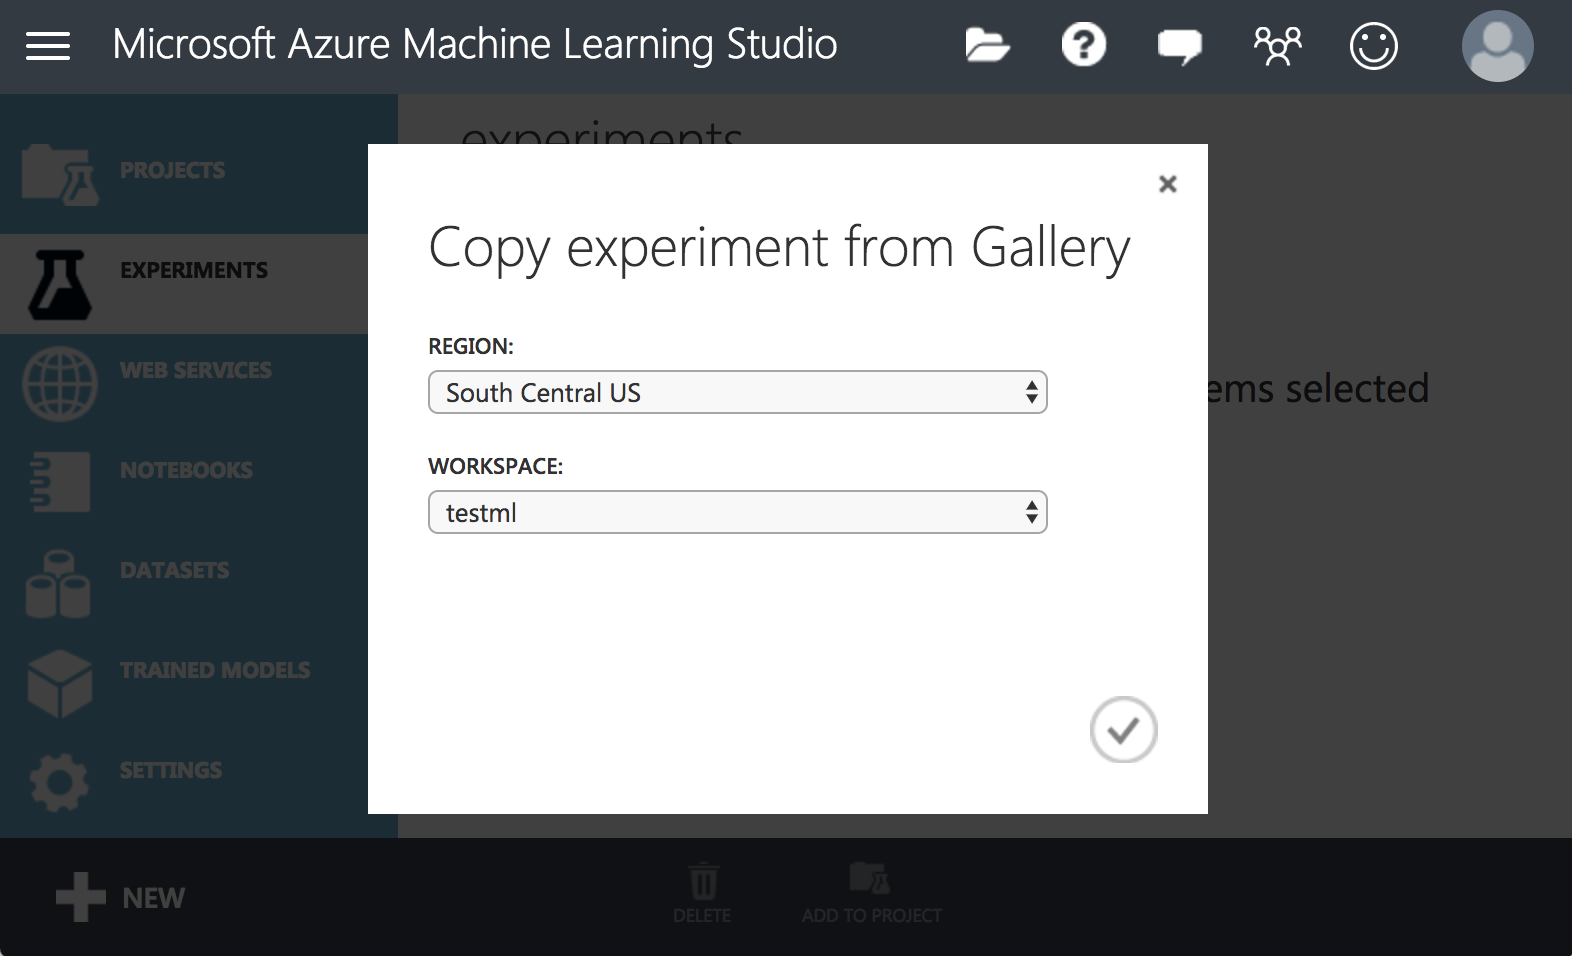 Microsoft Azure Machine Learning Studio
experiments
PROJECTS
EXPERIMENTS
WEB SERVICES
NOTEBOOKS
DATASETS
TRAINED MODELS
SETTINGS
Copy experiment from Gallery
REGION:
South Central US
WORKSPACE:
testml
ems selected
NEW
DELETE
ADD TO PROJECT